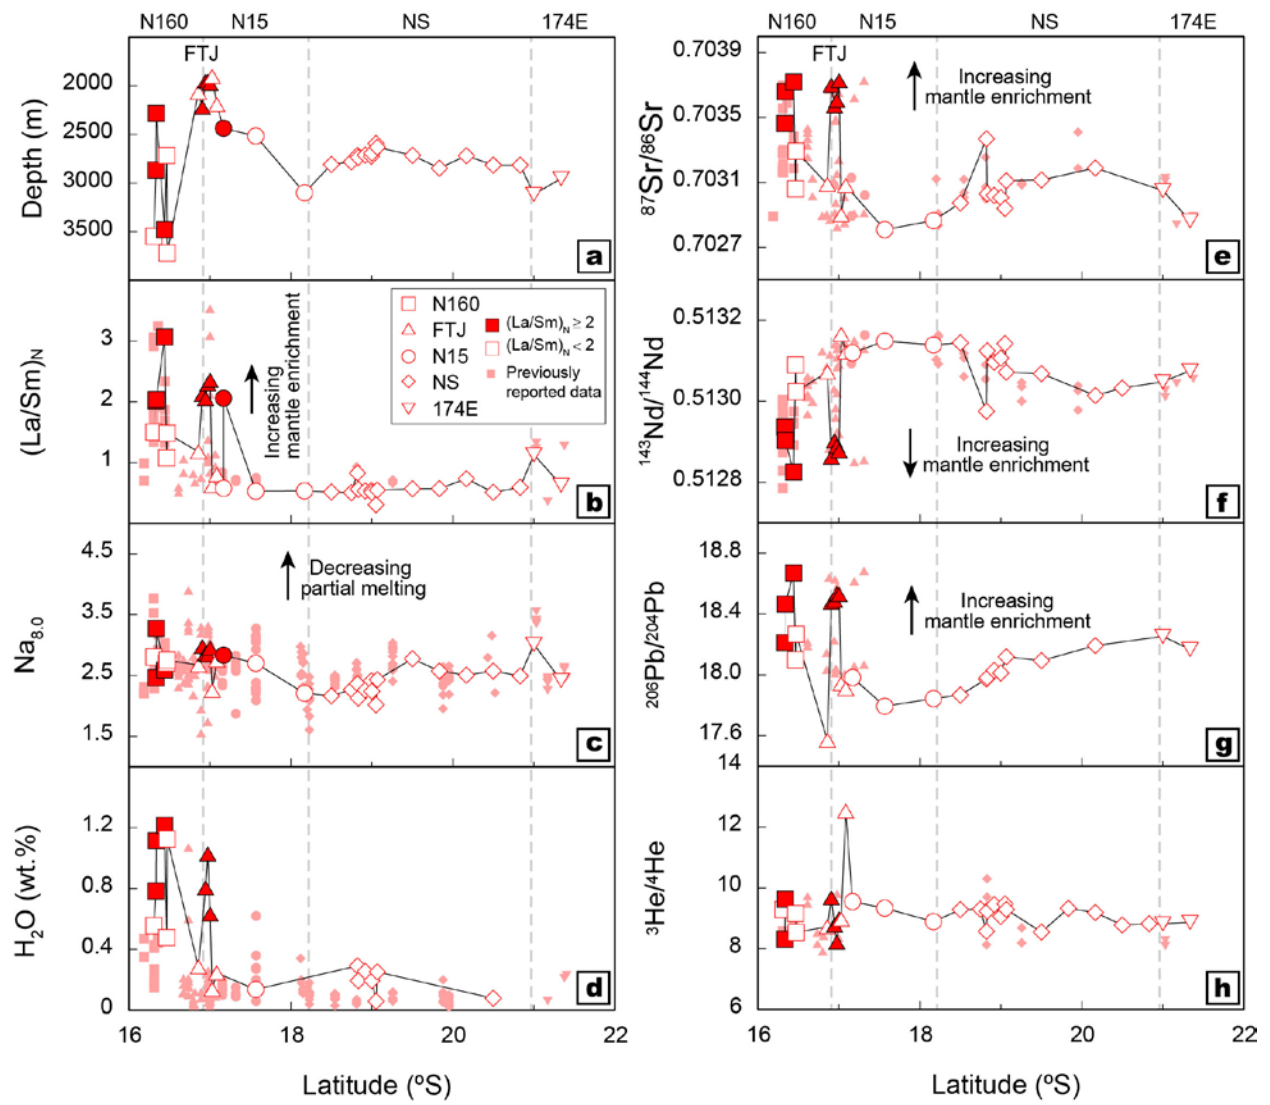 N160 N15 NS 174E
FTJ
2000
2500
3000
3500
Depth (m)
a
3
2
1
(La/Sm)N
Increasing
mantle enrichment
N160
FTJ
N15
NS
174E
(La/Sm)N ≥ 2
(La/Sm)N < 2
Previously
reported data
b
4.5
3.5
2.5
1.5
Na8.0
Decreasing
partial melting
c
1.2
0.8
0.4
0
H2O (wt.%)
d
16 18 20 22
Latitude (ºS)
N160 N15 NS 174E
FTJ
0.7039
0.7035
0.7031
0.7027
87Sr/86Sr
Increasing
mantle enrichment
e
0.5132
0.5130
0.5128
143Nd/144Nd
Increasing
mantle enrichment
f
18.8
18.4
18.0
17.6
206Pb/204Pb
Increasing
mantle enrichment
g
14
12
10
8
6
3He/4He
h
16 18 20 22
Latitude (ºS)